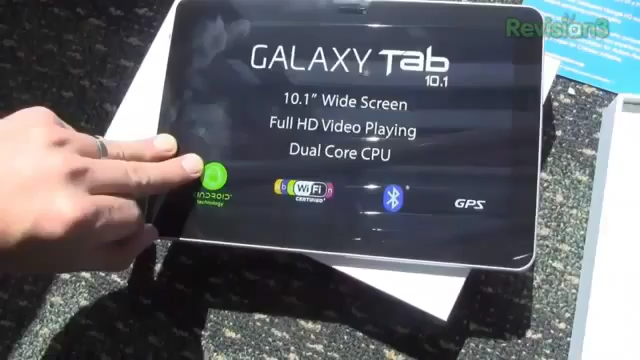 Revision3
GALAXY Tab
10.1
10.1" Wide Screen
Full HD Video Playing
Dual Core CPU
ANDROID
technology
b g WiFi n
CERTIFIED
GPS